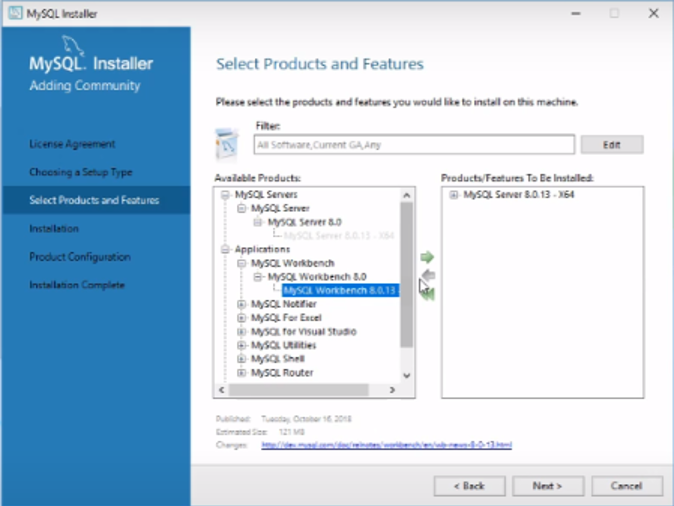 MySQL Installer
MySQL. Installer
Adding Community
License Agreement
Choosing a Setup Type
Select Products and Features
Installation
Product Configuration
Installation Complete
Select Products and Features
Please select the products and features you would like to install on this machine.
Filter:
All Software,Current GA,Any
Edit
Available Products:
MySQL Servers
MySQL Server
MySQL Server 8.0
MySQL Server 8.0.13 - X64
Applications
MySQL Workbench
MySQL Workbench 8.0
MySQL Workbench 8.0.13
MySQL Notifier
MySQL For Excel
MySQL for Visual Studio
MySQL Utilities
MySQL Shell
MySQL Router
Products/Features To Be Installed:
MySQL Server 8.0.13 - X64
Published: Tuesday, October 16, 2018
Estimated Size: 121 MB
Changes: http://dev.mysql.com/doc/relnotes/workbench/en/wb-news-8-0-13.html
< Back
Next >
Cancel